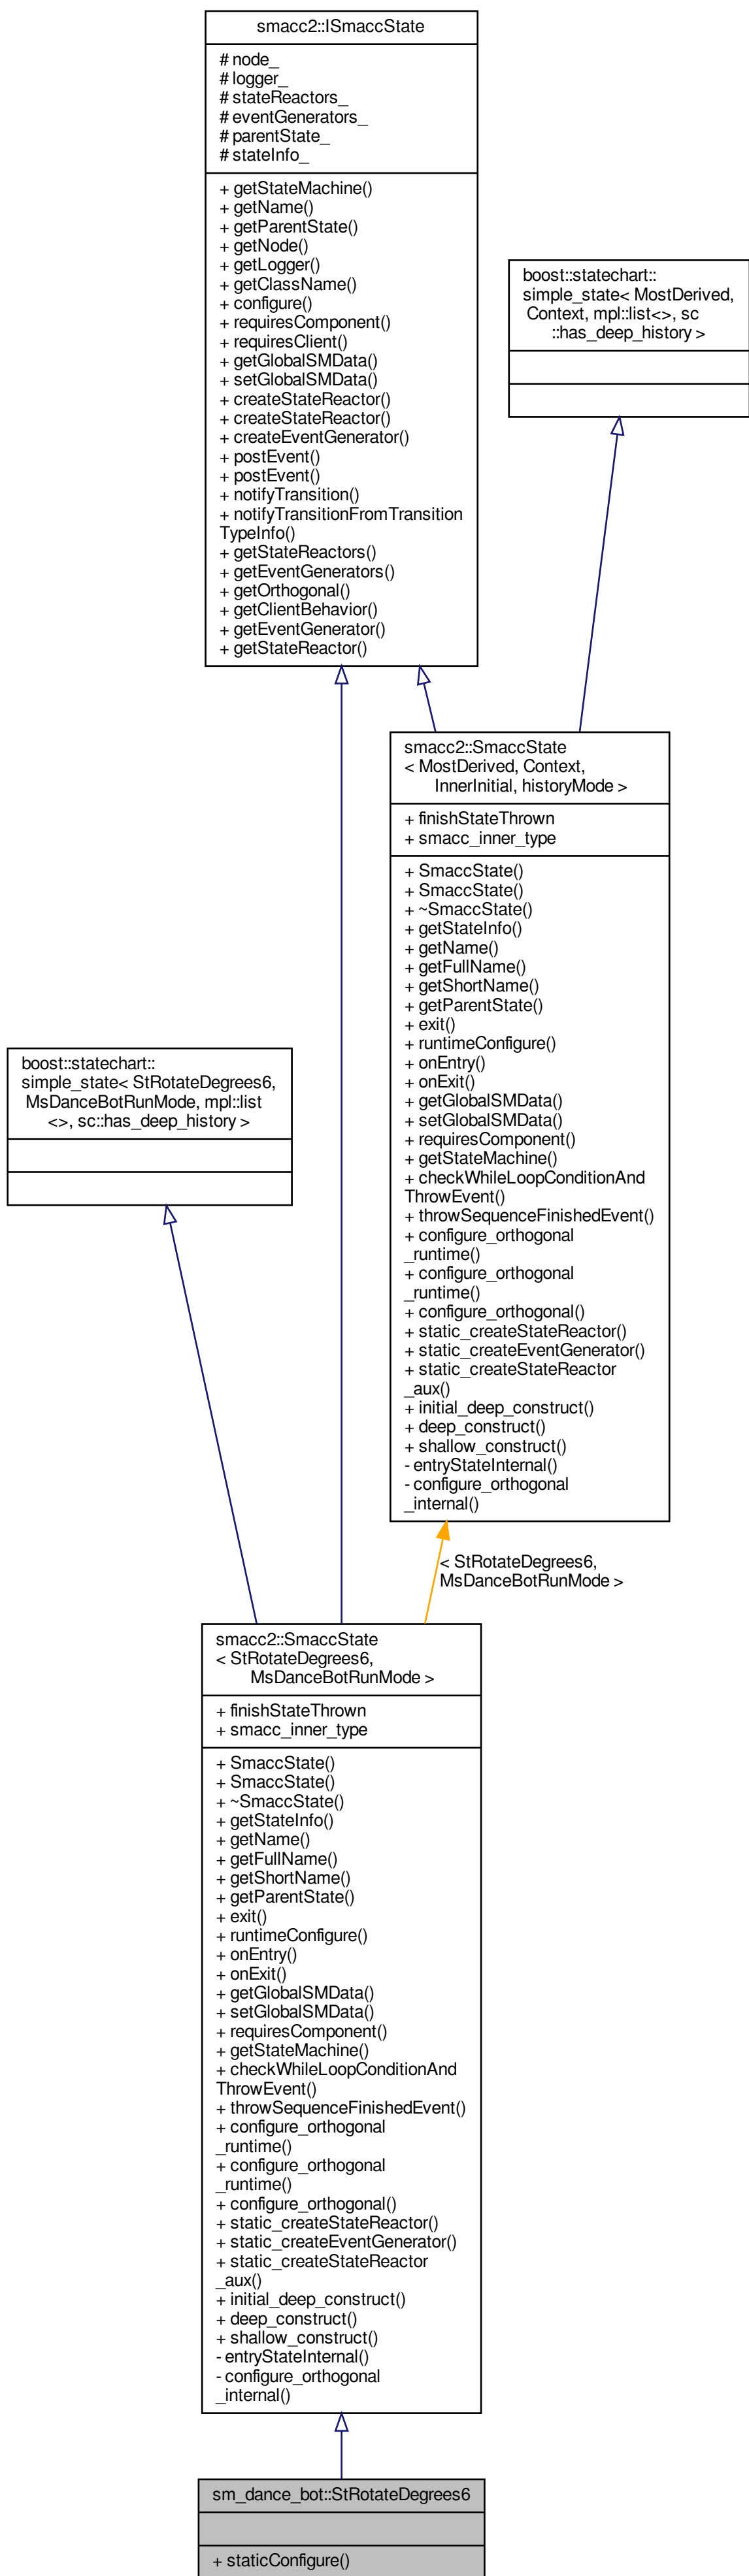 smacc2::ISmaccState
# node_
# logger_
# stateReactors_
# eventGenerators_
# parentState_
# stateInfo_
+ getStateMachine()
+ getName()
+ getParentState()
+ getNode()
+ getLogger()
+ getClassName()
+ configure()
+ requiresComponent()
+ requiresClient()
+ getGlobalSMData()
+ setGlobalSMData()
+ createStateReactor()
+ createStateReactor()
+ createEventGenerator()
+ postEvent()
+ postEvent()
+ notifyTransition()
+ notifyTransitionFromTransition
TypeInfo()
+ getStateReactors()
+ getEventGenerators()
+ getOrthogonal()
+ getClientBehavior()
+ getEventGenerator()
+ getStateReactor()
boost::statechart::
simple_state< MostDerived,
Context, mpl::list<>, sc
::has_deep_history >
smacc2::SmaccState
< MostDerived, Context,
InnerInitial, historyMode >
+ finishStateThrown
+ smacc_inner_type
+ SmaccState()
+ SmaccState()
+ ~SmaccState()
+ getStateInfo()
+ getName()
+ getFullName()
+ getShortName()
+ getParentState()
+ exit()
+ runtimeConfigure()
+ onEntry()
+ onExit()
+ getGlobalSMData()
+ setGlobalSMData()
+ requiresComponent()
+ getStateMachine()
+ checkWhileLoopConditionAnd
ThrowEvent()
+ throwSequenceFinishedEvent()
+ configure_orthogonal
_runtime()
+ configure_orthogonal
_runtime()
+ configure_orthogonal()
+ static_createStateReactor()
+ static_createEventGenerator()
+ static_createStateReactor
_aux()
+ initial_deep_construct()
+ deep_construct()
+ shallow_construct()
- entryStateInternal()
- configure_orthogonal
_internal()
boost::statechart::
simple_state< StRotateDegrees6,
MsDanceBotRunMode, mpl::list
<>, sc::has_deep_history >
< StRotateDegrees6,
MsDanceBotRunMode >
smacc2::SmaccState
< StRotateDegrees6,
MsDanceBotRunMode >
+ finishStateThrown
+ smacc_inner_type
+ SmaccState()
+ SmaccState()
+ ~SmaccState()
+ getStateInfo()
+ getName()
+ getFullName()
+ getShortName()
+ getParentState()
+ exit()
+ runtimeConfigure()
+ onEntry()
+ onExit()
+ getGlobalSMData()
+ setGlobalSMData()
+ requiresComponent()
+ getStateMachine()
+ checkWhileLoopConditionAnd
ThrowEvent()
+ throwSequenceFinishedEvent()
+ configure_orthogonal
_runtime()
+ configure_orthogonal
_runtime()
+ configure_orthogonal()
+ static_createStateReactor()
+ static_createEventGenerator()
+ static_createStateReactor
_aux()
+ initial_deep_construct()
+ deep_construct()
+ shallow_construct()
- entryStateInternal()
- configure_orthogonal
_internal()
sm_dance_bot::StRotateDegrees6
+ staticConfigure()